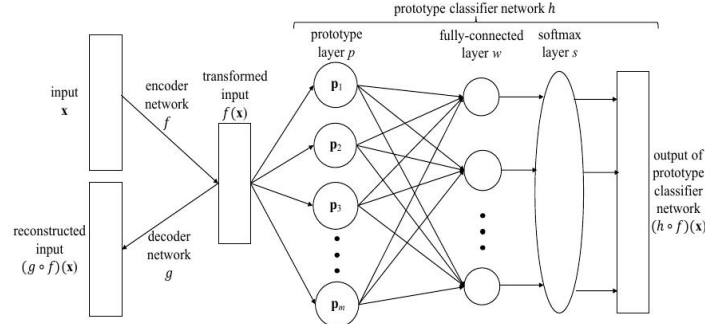 prototype classifier network h
prototype
layer p
fully-connected
layer w
softmax
layer s
input
x
encoder
network
f
transformed
input
f(x)
p1
p2
p3
pm
reconstructed
input
(g ∘ f)(x)
decoder
network
g
output of
prototype
classifier
network
(h ∘ f)(x)